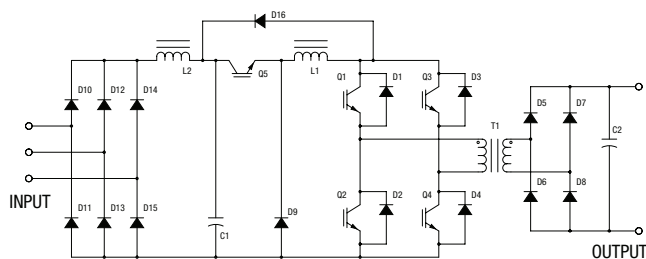 D16
L2
Q5
L1
D10
D12
D14
Q1
D1
Q3
D3
T1
D5
D7
C2
INPUT
D11
D13
D15
C1
D9
Q2
D2
Q4
D4
D6
D8
OUTPUT